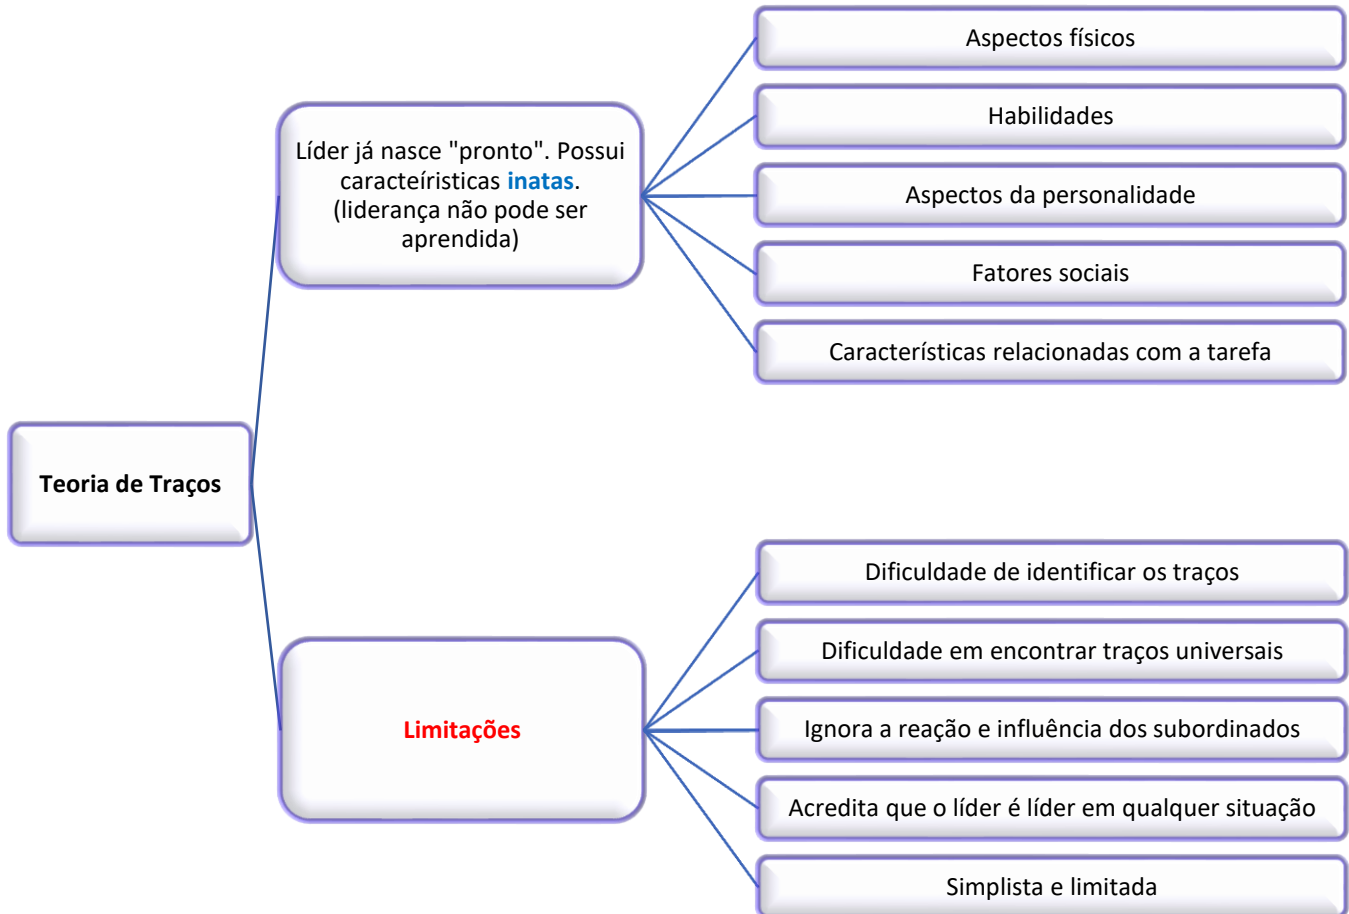 Teoria de Traços
Líder já nasce "pronto". Possui
caracteíristicas inatas.
(liderança não pode ser
aprendida)
Aspectos físicos
Habilidades
Aspectos da personalidade
Fatores sociais
Características relacionadas com a tarefa
Limitações
Dificuldade de identificar os traços
Dificuldade em encontrar traços universais
Ignora a reação e influência dos subordinados
Acredita que o líder é líder em qualquer situação
Simplista e limitada